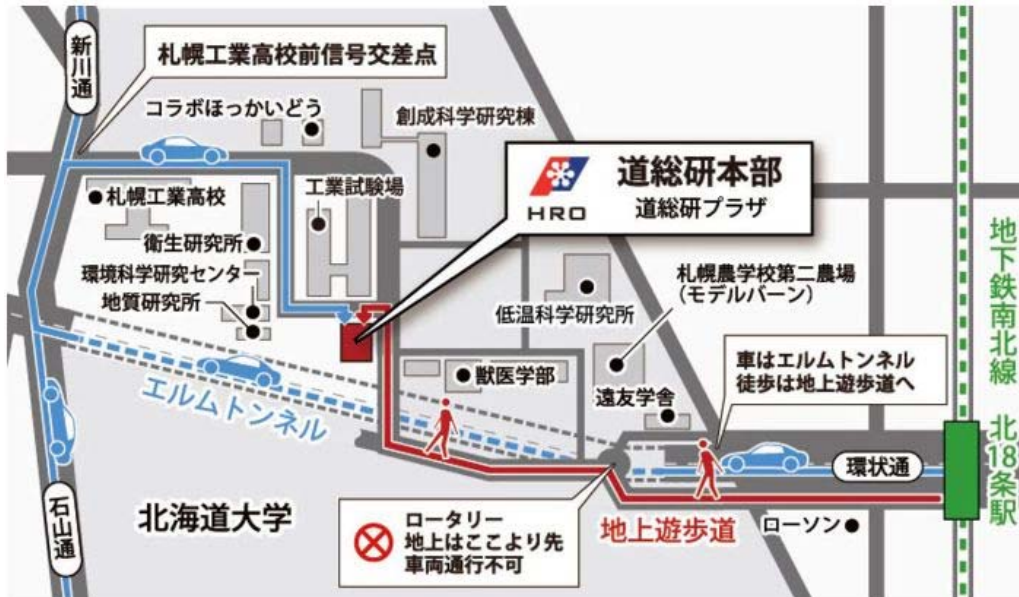 新川通
札幌工業高校前信号交差点
コラボほっかいどう
創成科学研究棟
HRO
道総研本部
道総研プラザ
札幌工業高校
工業試験場
衛生研究所
環境科学研究センター
地質研究所
低温科学研究所
札幌農学校第二農場
(モデルバーン)
地下鉄南北線 北18条駅
エルムトンネル
獣医学部
遠友学舎
車はエルムトンネル
徒歩は地上遊歩道へ
環状通
石山通
北海道大学
ロータリー
地上はここより先
車両通行不可
地上遊歩道
ローソン